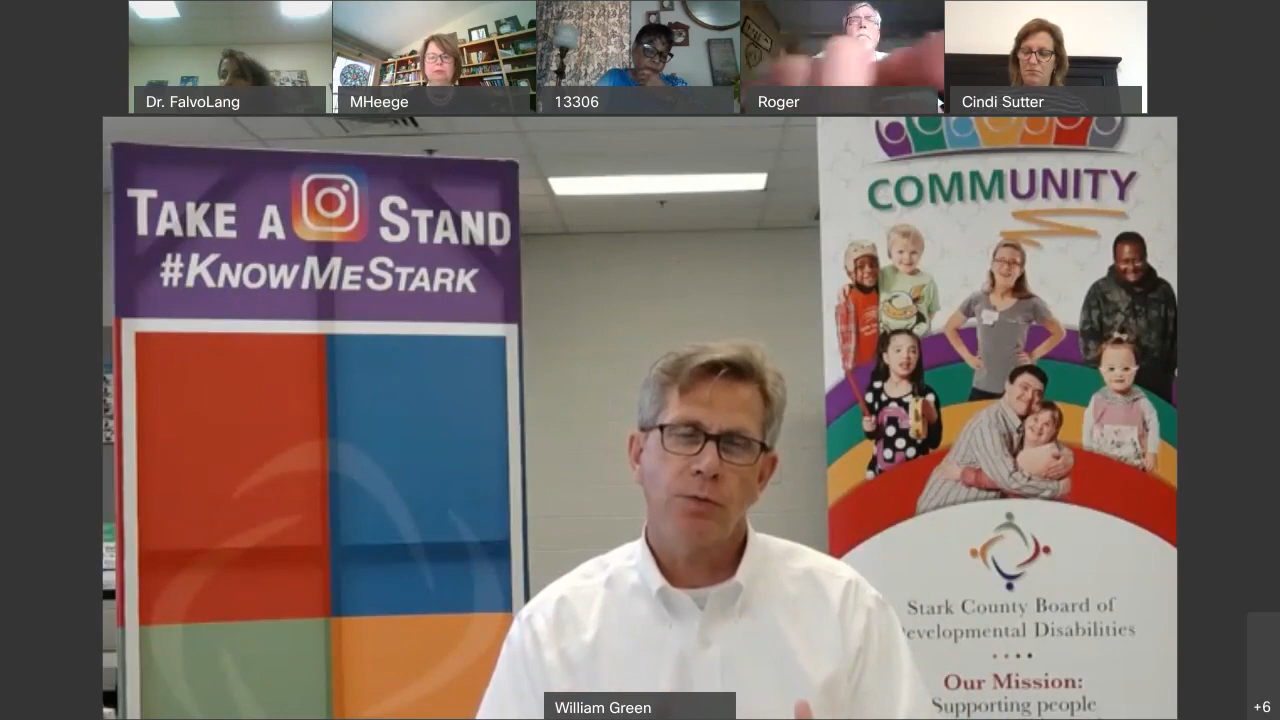 Dr. FalvoLang
MHeege
13306
Roger
Cindi Sutter
TAKE A STAND
#KNOWMESTARK
COMMUNITY
Stark County Board of
evelopmental Disabilities
Our Mission:
Supporting people
William Green
+6